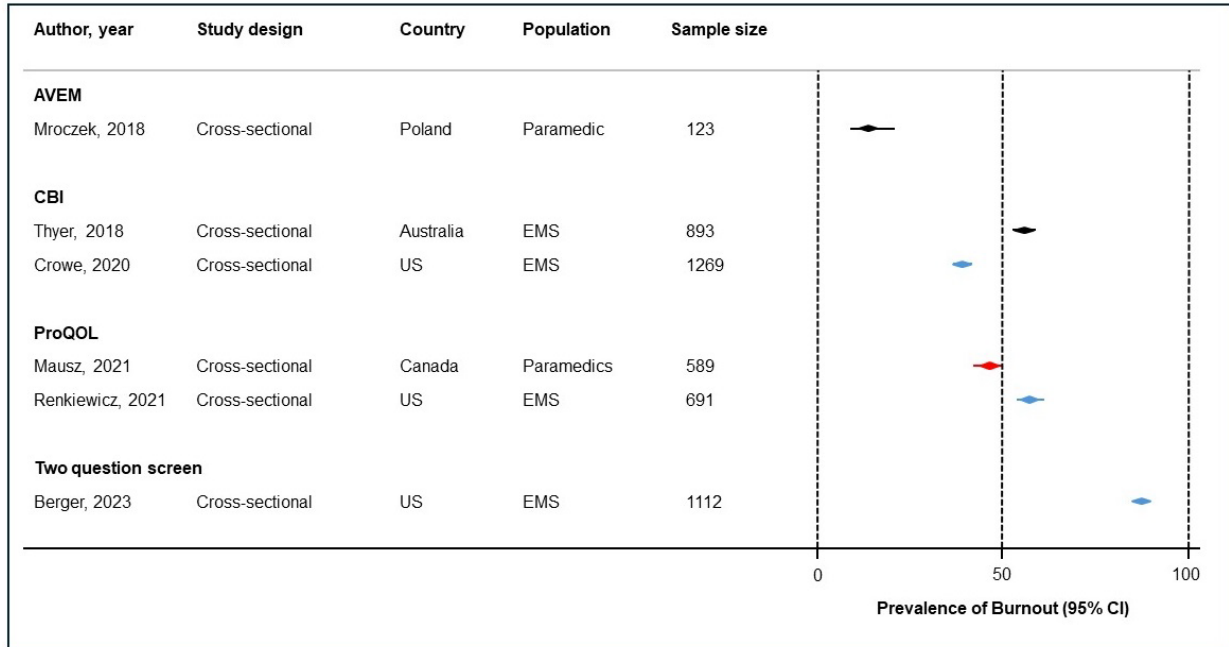 Author, year Study design Country Population Sample size
AVEM
Mroczek, 2018 Cross-sectional Poland Paramedic 123
CBI
Thyer, 2018 Cross-sectional Australia EMS 893
Crowe, 2020 Cross-sectional US EMS 1269
ProQOL
Mausz, 2021 Cross-sectional Canada Paramedics 589
Renkiewicz, 2021 Cross-sectional US EMS 691
Two question screen
Berger, 2023 Cross-sectional US EMS 1112
0 50 100
Prevalence of Burnout (95% CI)